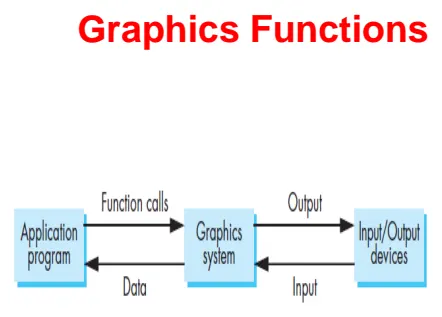 Graphics Functions
Function calls
Output
Application
program
Graphics
system
Input/Output
devices
Data
Input